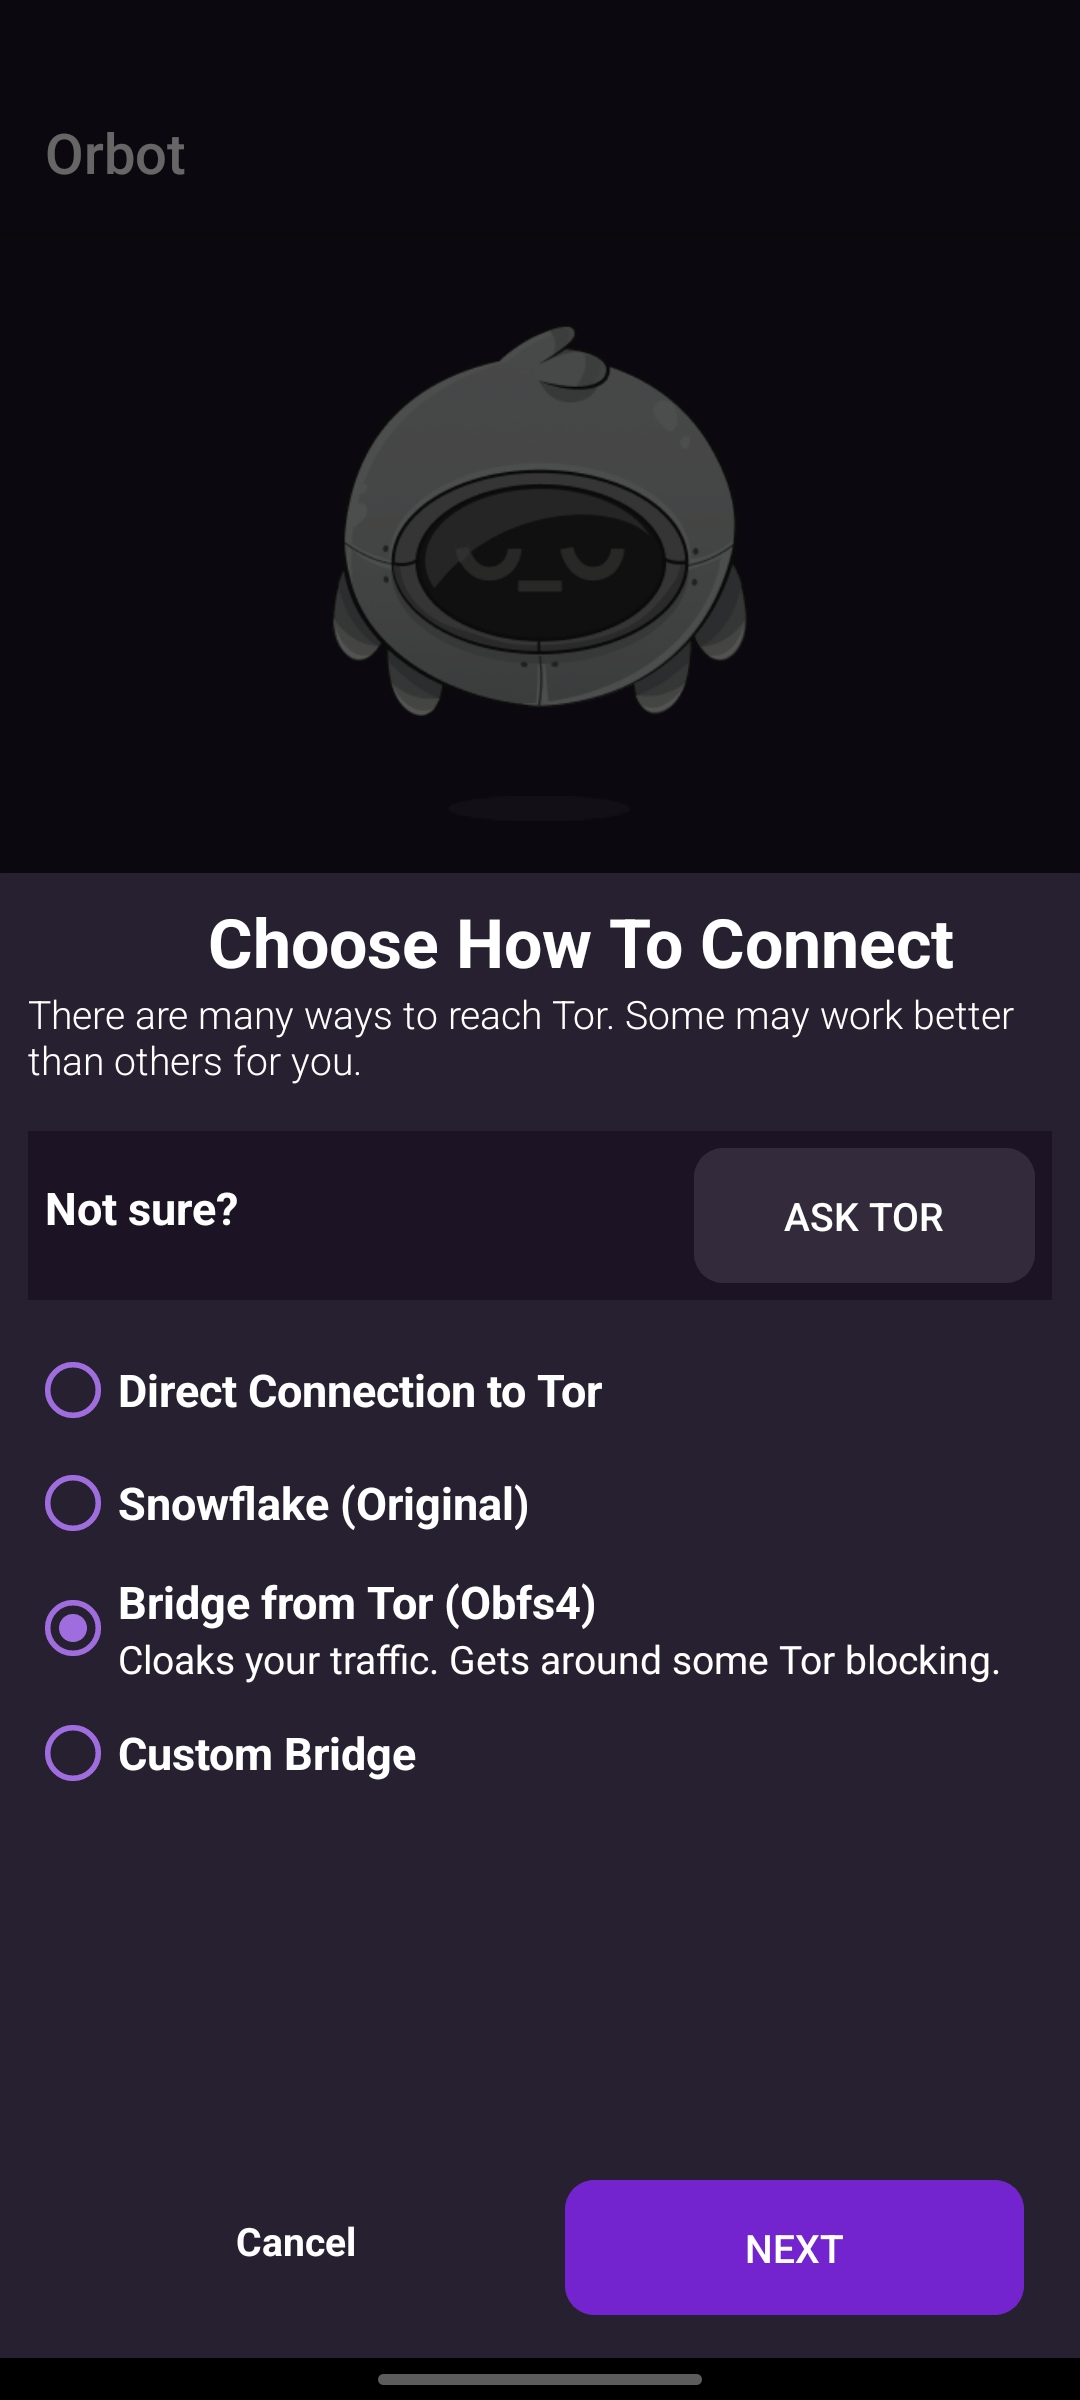 Orbot
Choose How To Connect
There are many ways to reach Tor. Some may work better
than others for you.
Not sure?
ASK TOR
Direct Connection to Tor
Snowflake (Original)
Bridge from Tor (Obfs4)
Cloaks your traffic. Gets around some Tor blocking.
Custom Bridge
Cancel
NEXT